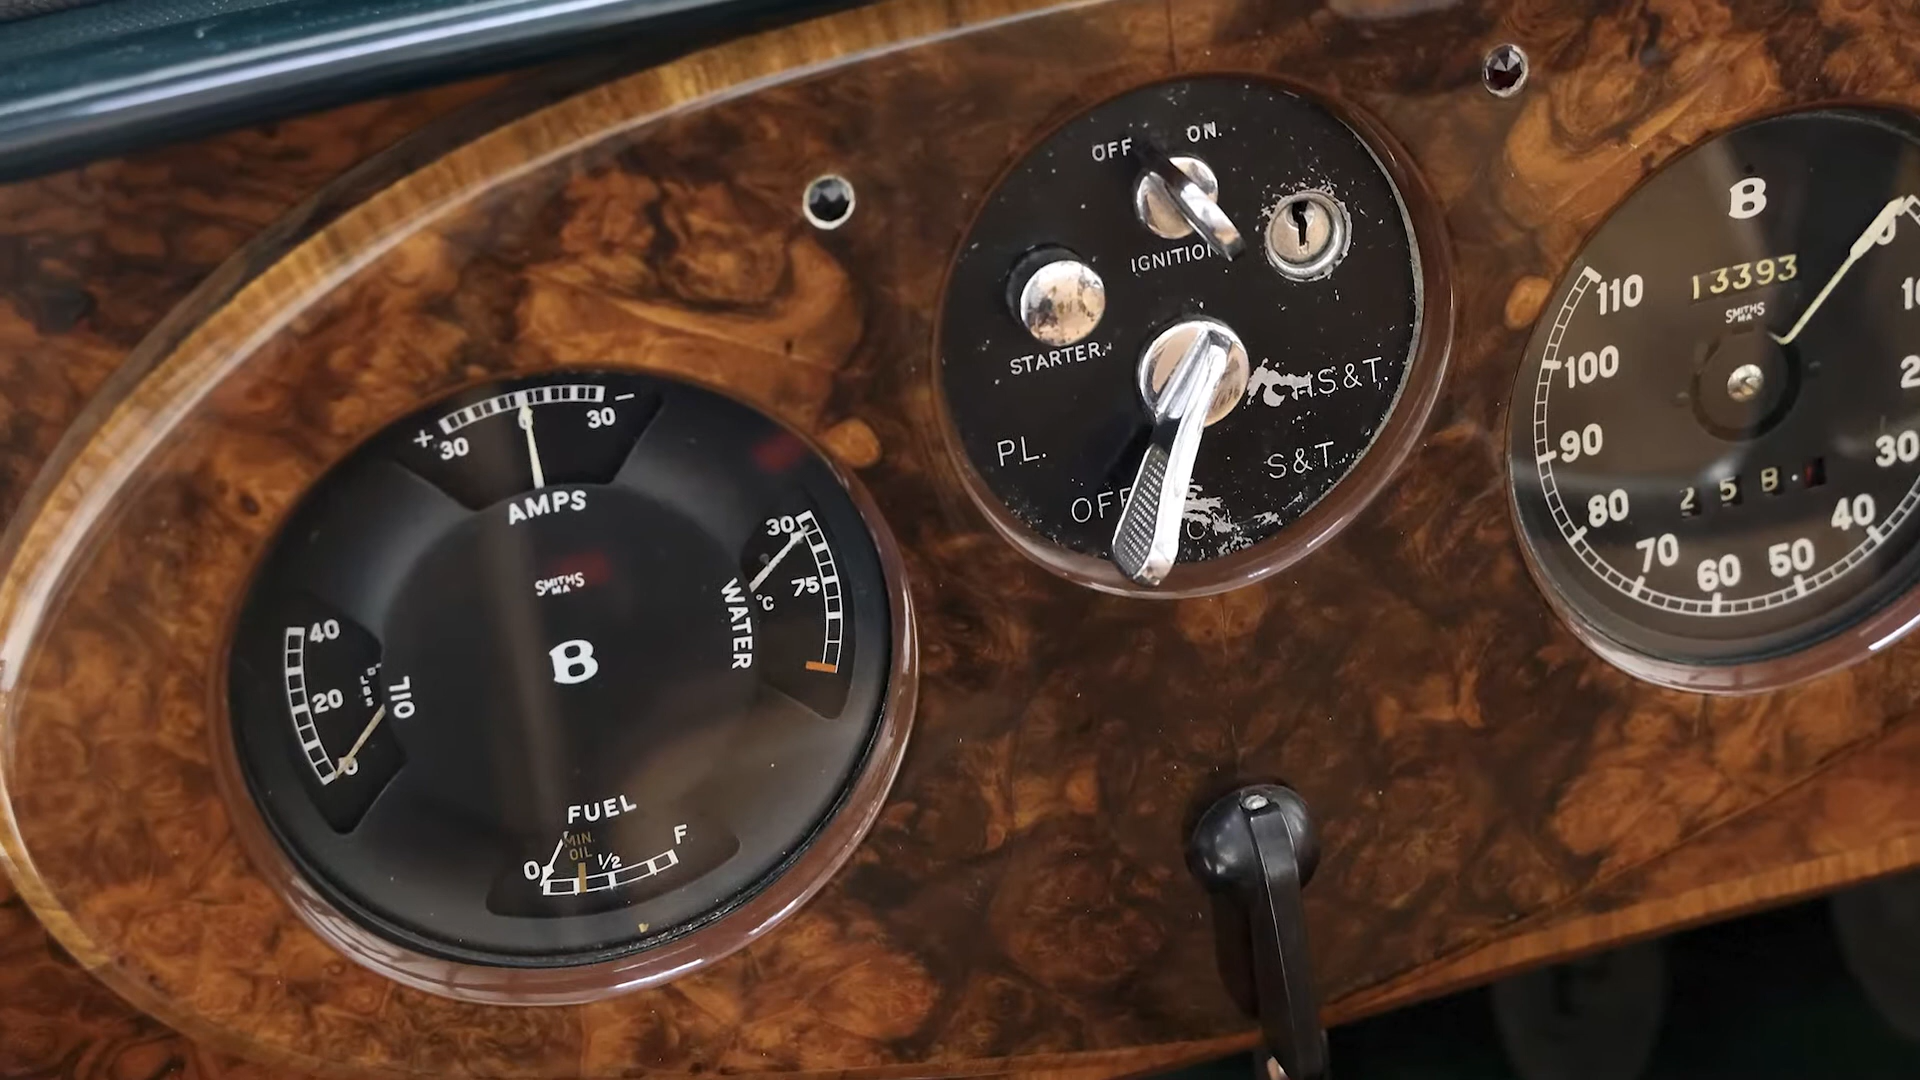 + 30
0
30 −
AMPS
SMITHS
MA
B
40
20
0
OIL
30
°C
75
WATER
FUEL
MIN.
OIL
0
1/2
F
OFF
ON.
IGNITION
STARTER.
H.S&T.
PL.
S&T.
OFF
B
13393
SMITHS
MA
110
100
90
80
70
60
50
40
30
2 5 8 .